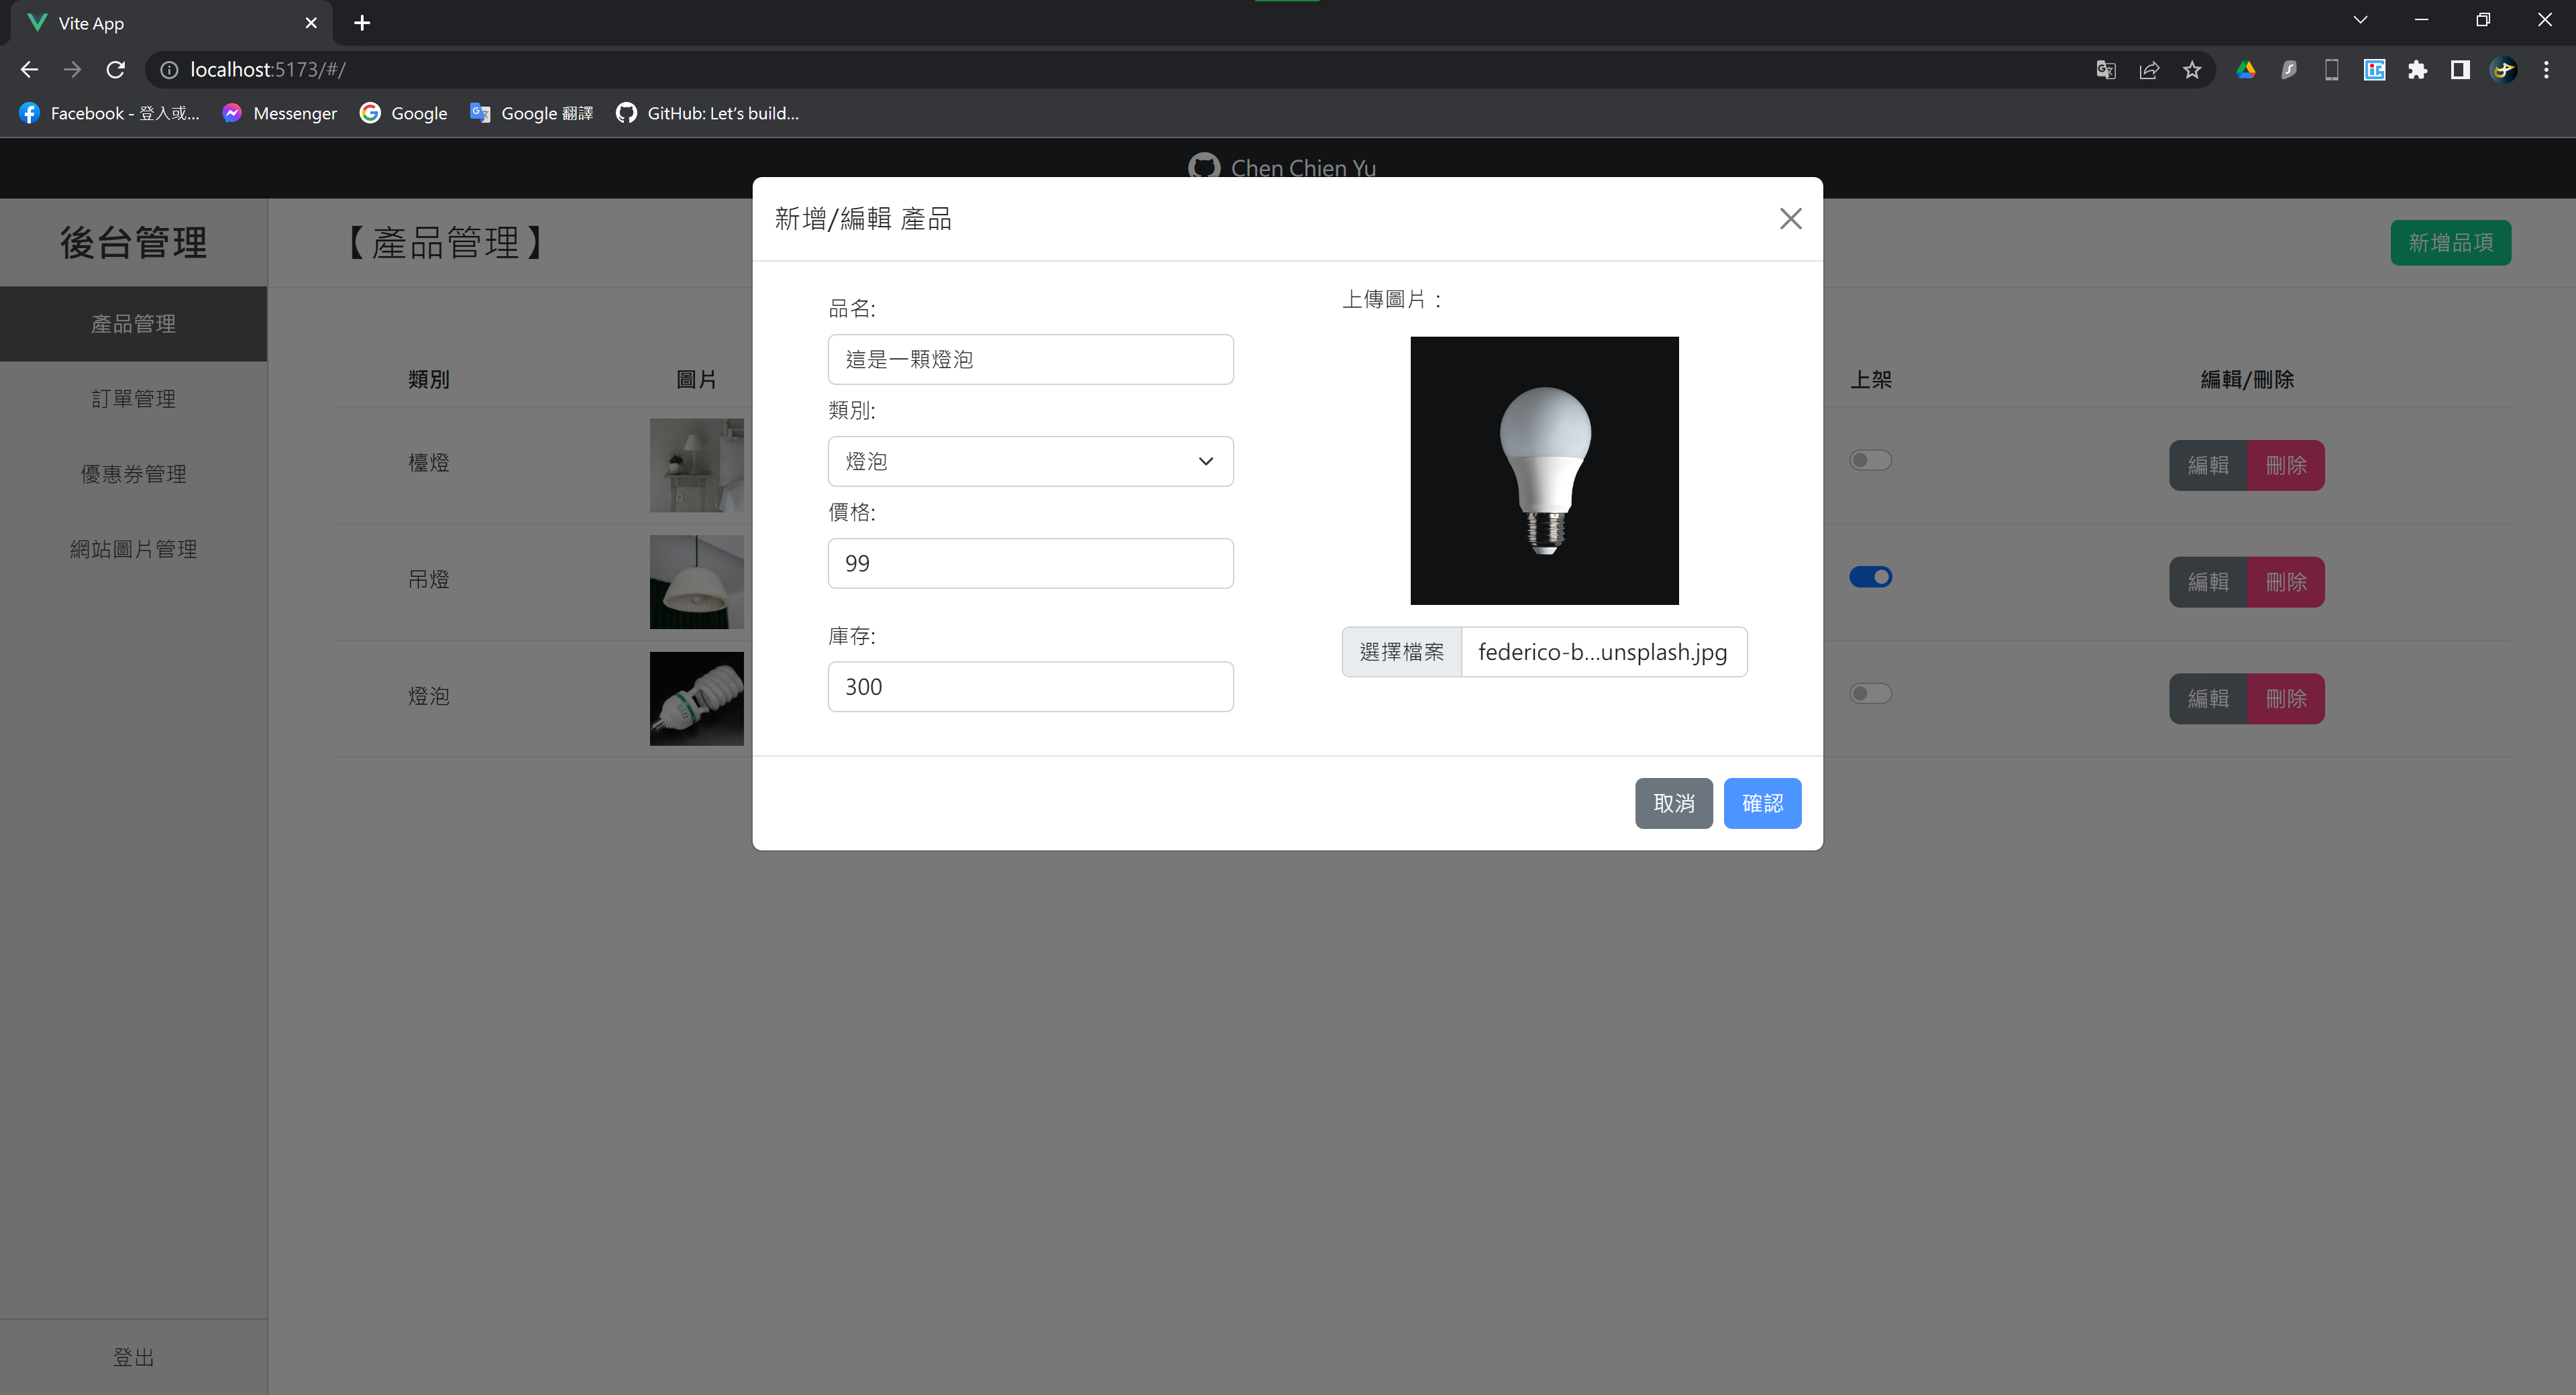 Vite App
localhost:5173/#/
Facebook - 登入或...
Messenger
Google
Google 翻譯
GitHub: Let's build...
Chen Chien Yu
後台管理
產品管理
訂單管理
優惠券管理
網站圖片管理
登出
【產品管理】
新增品項
類別 圖片 上架 編輯/刪除
檯燈 編輯 刪除
吊燈 編輯 刪除
燈泡 編輯 刪除
新增/編輯 產品
品名:
這是一顆燈泡
類別:
燈泡
價格:
99
庫存:
300
上傳圖片：
選擇檔案 federico-b...unsplash.jpg
取消 確認